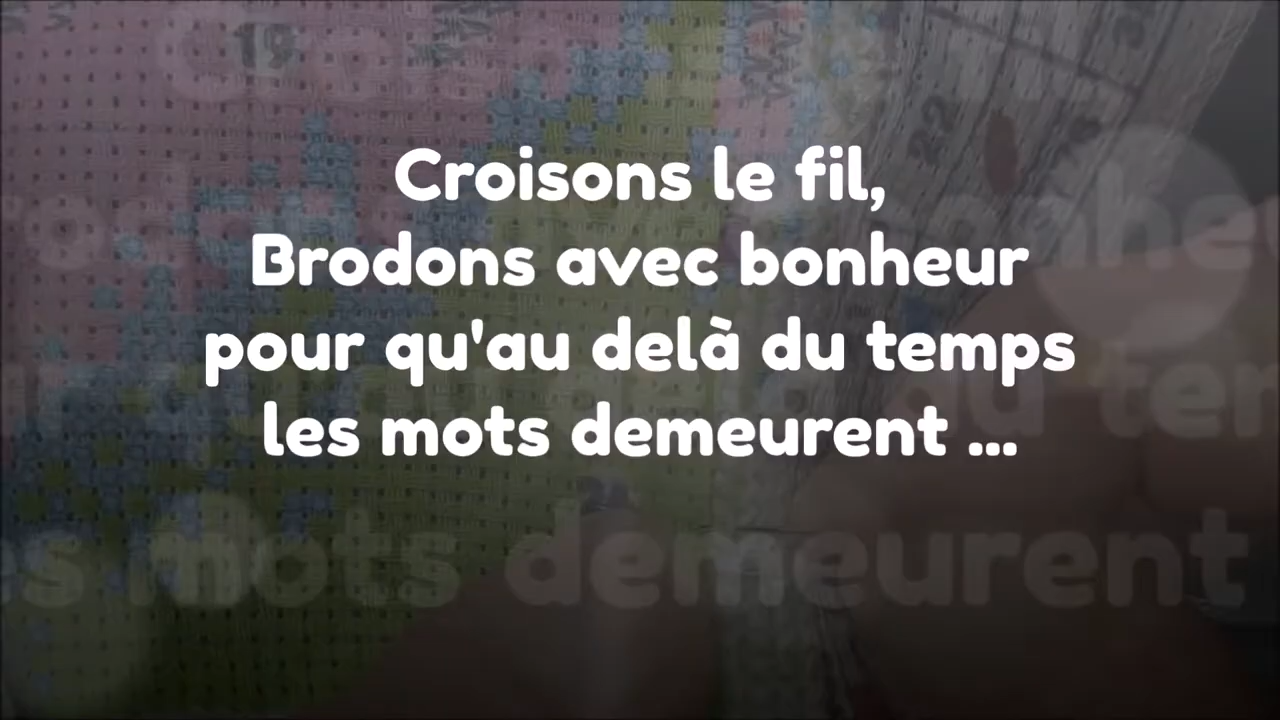 Croisons le fil,
Brodons avec bonheur
pour qu'au delà du temps
les mots demeurent ...